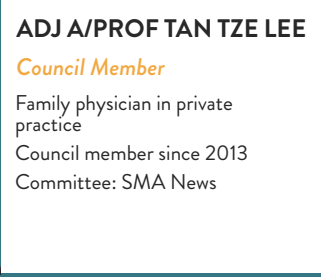 ADJ A/PROF TAN TZE LEE
Council Member
Family physician in private
practice
Council member since 2013
Committee: SMA News